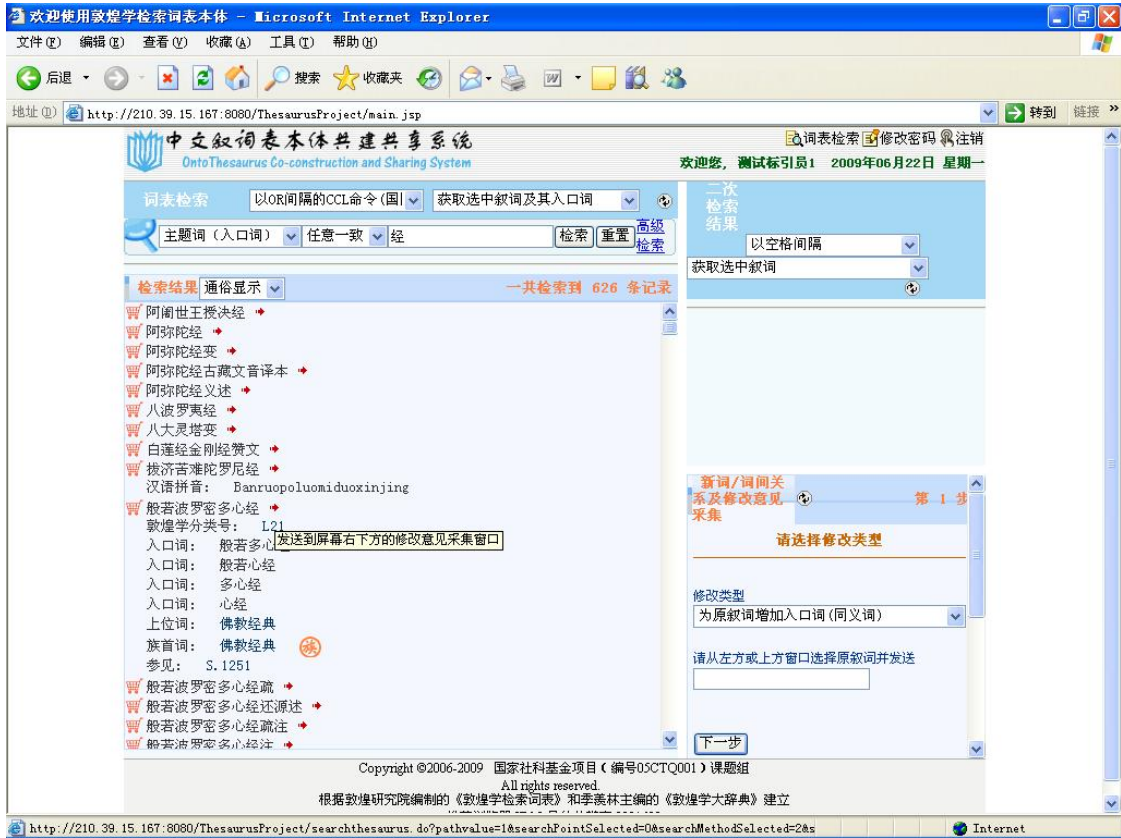 欢迎使用敦煌学检索词表本体 - Microsoft Internet Explorer
文件(F) 编辑(E) 查看(V) 收藏(A) 工具(T) 帮助(H)
后退 搜索 收藏夹
地址(D) http://210.39.15.167:8080/ThesaurusProject/main.jsp 转到 链接 »
中文叙词表本体共建共享系统
OntoThesaurus Co-construction and Sharing System
词表检索 修改密码 注销
欢迎您, 测试标引员1 2009年06月22日 星期一
词表检索 以OR间隔的CCL命令(国 获取选中叙词及其入口词
主题词（入口词） 任意一致 经 检索 重置 高级检索
二次
检索
结果
以空格间隔
获取选中叙词
检索结果 通俗显示 一共检索到 626 条记录
阿阇世王授决经
阿弥陀经
阿弥陀经变
阿弥陀经古藏文音译本
阿弥陀经义述
八波罗夷经
八大灵塔变
白莲经金刚经赞文
拨济苦难陀罗尼经
汉语拼音: Banruopoluomiduoxinjing
般若波罗密多心经
敦煌学分类号: L21
发送到屏幕右下方的修改意见采集窗口
入口词: 般若多心
入口词: 般若心经
入口词: 多心经
入口词: 心经
上位词: 佛教经典
族首词: 佛教经典 族
参见: S.1251
般若波罗密多心经疏
般若波罗密多心经还源述
般若波罗密多心经疏注
般若波罗密多心经注
新词/词间关
系及修改意见
采集
第 1 步
请选择修改类型
修改类型
为原叙词增加入口词(同义词)
请从左方或上方窗口选择原叙词并发送
下一步
Copyright ©2006-2009 国家社科基金项目（编号05CTQ001）课题组
All rights reserved.
根据敦煌研究院编制的《敦煌学检索词表》和季羡林主编的《敦煌学大辞典》建立
http://210.39.15.167:8080/ThesaurusProject/searchthesaurus.do?pathvalue=1&searchPointSelected=0&searchMethodSelected=2&s Internet